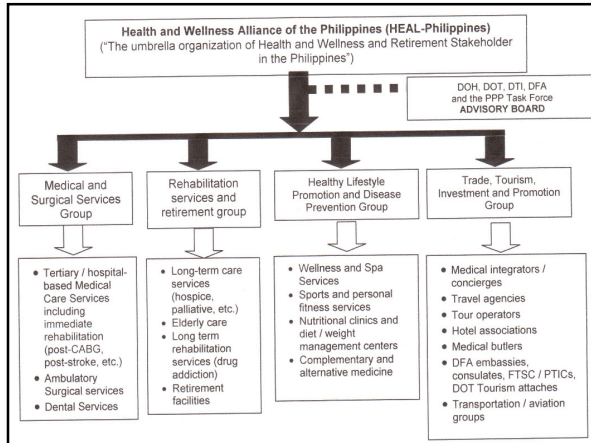 Health and Wellness Alliance of the Philippines (HEAL-Philippines)
("The umbrella organization of Health and Wellness and Retirement Stakeholder
in the Philippines")
DOH, DOT, DTI, DFA
and the PPP Task Force
ADVISORY BOARD
Medical and
Surgical Services
Group
Rehabilitation
services and
retirement group
Healthy Lifestyle
Promotion and Disease
Prevention Group
Trade, Tourism,
Investment and Promotion
Group,
• Tertiary / hospital-
based Medical
Care Services
including
immediate
rehabilitation
(post-CABG,
post-stroke, etc.)
• Ambulatory
Surgical services
• Dental Services
• Long-term care
services
(hospice,
palliative, etc.)
• Elderly care
• Long term
rehabilitation
services (drug
addiction)
• Retirement
facilities
• Wellness and Spa
Services
• Sports and personal
fitness services
• Nutritional clinics and
diet / weight
management centers
• Complementary and
alternative medicine
• Medical integrators /
concierges
• Travel agencies
• Tour operators
• Hotel associations
• Medical butlers
• DFA embassies,
consulates, FTSC / PTICs,
DOT Tourism attaches
• Transportation / aviation
groups